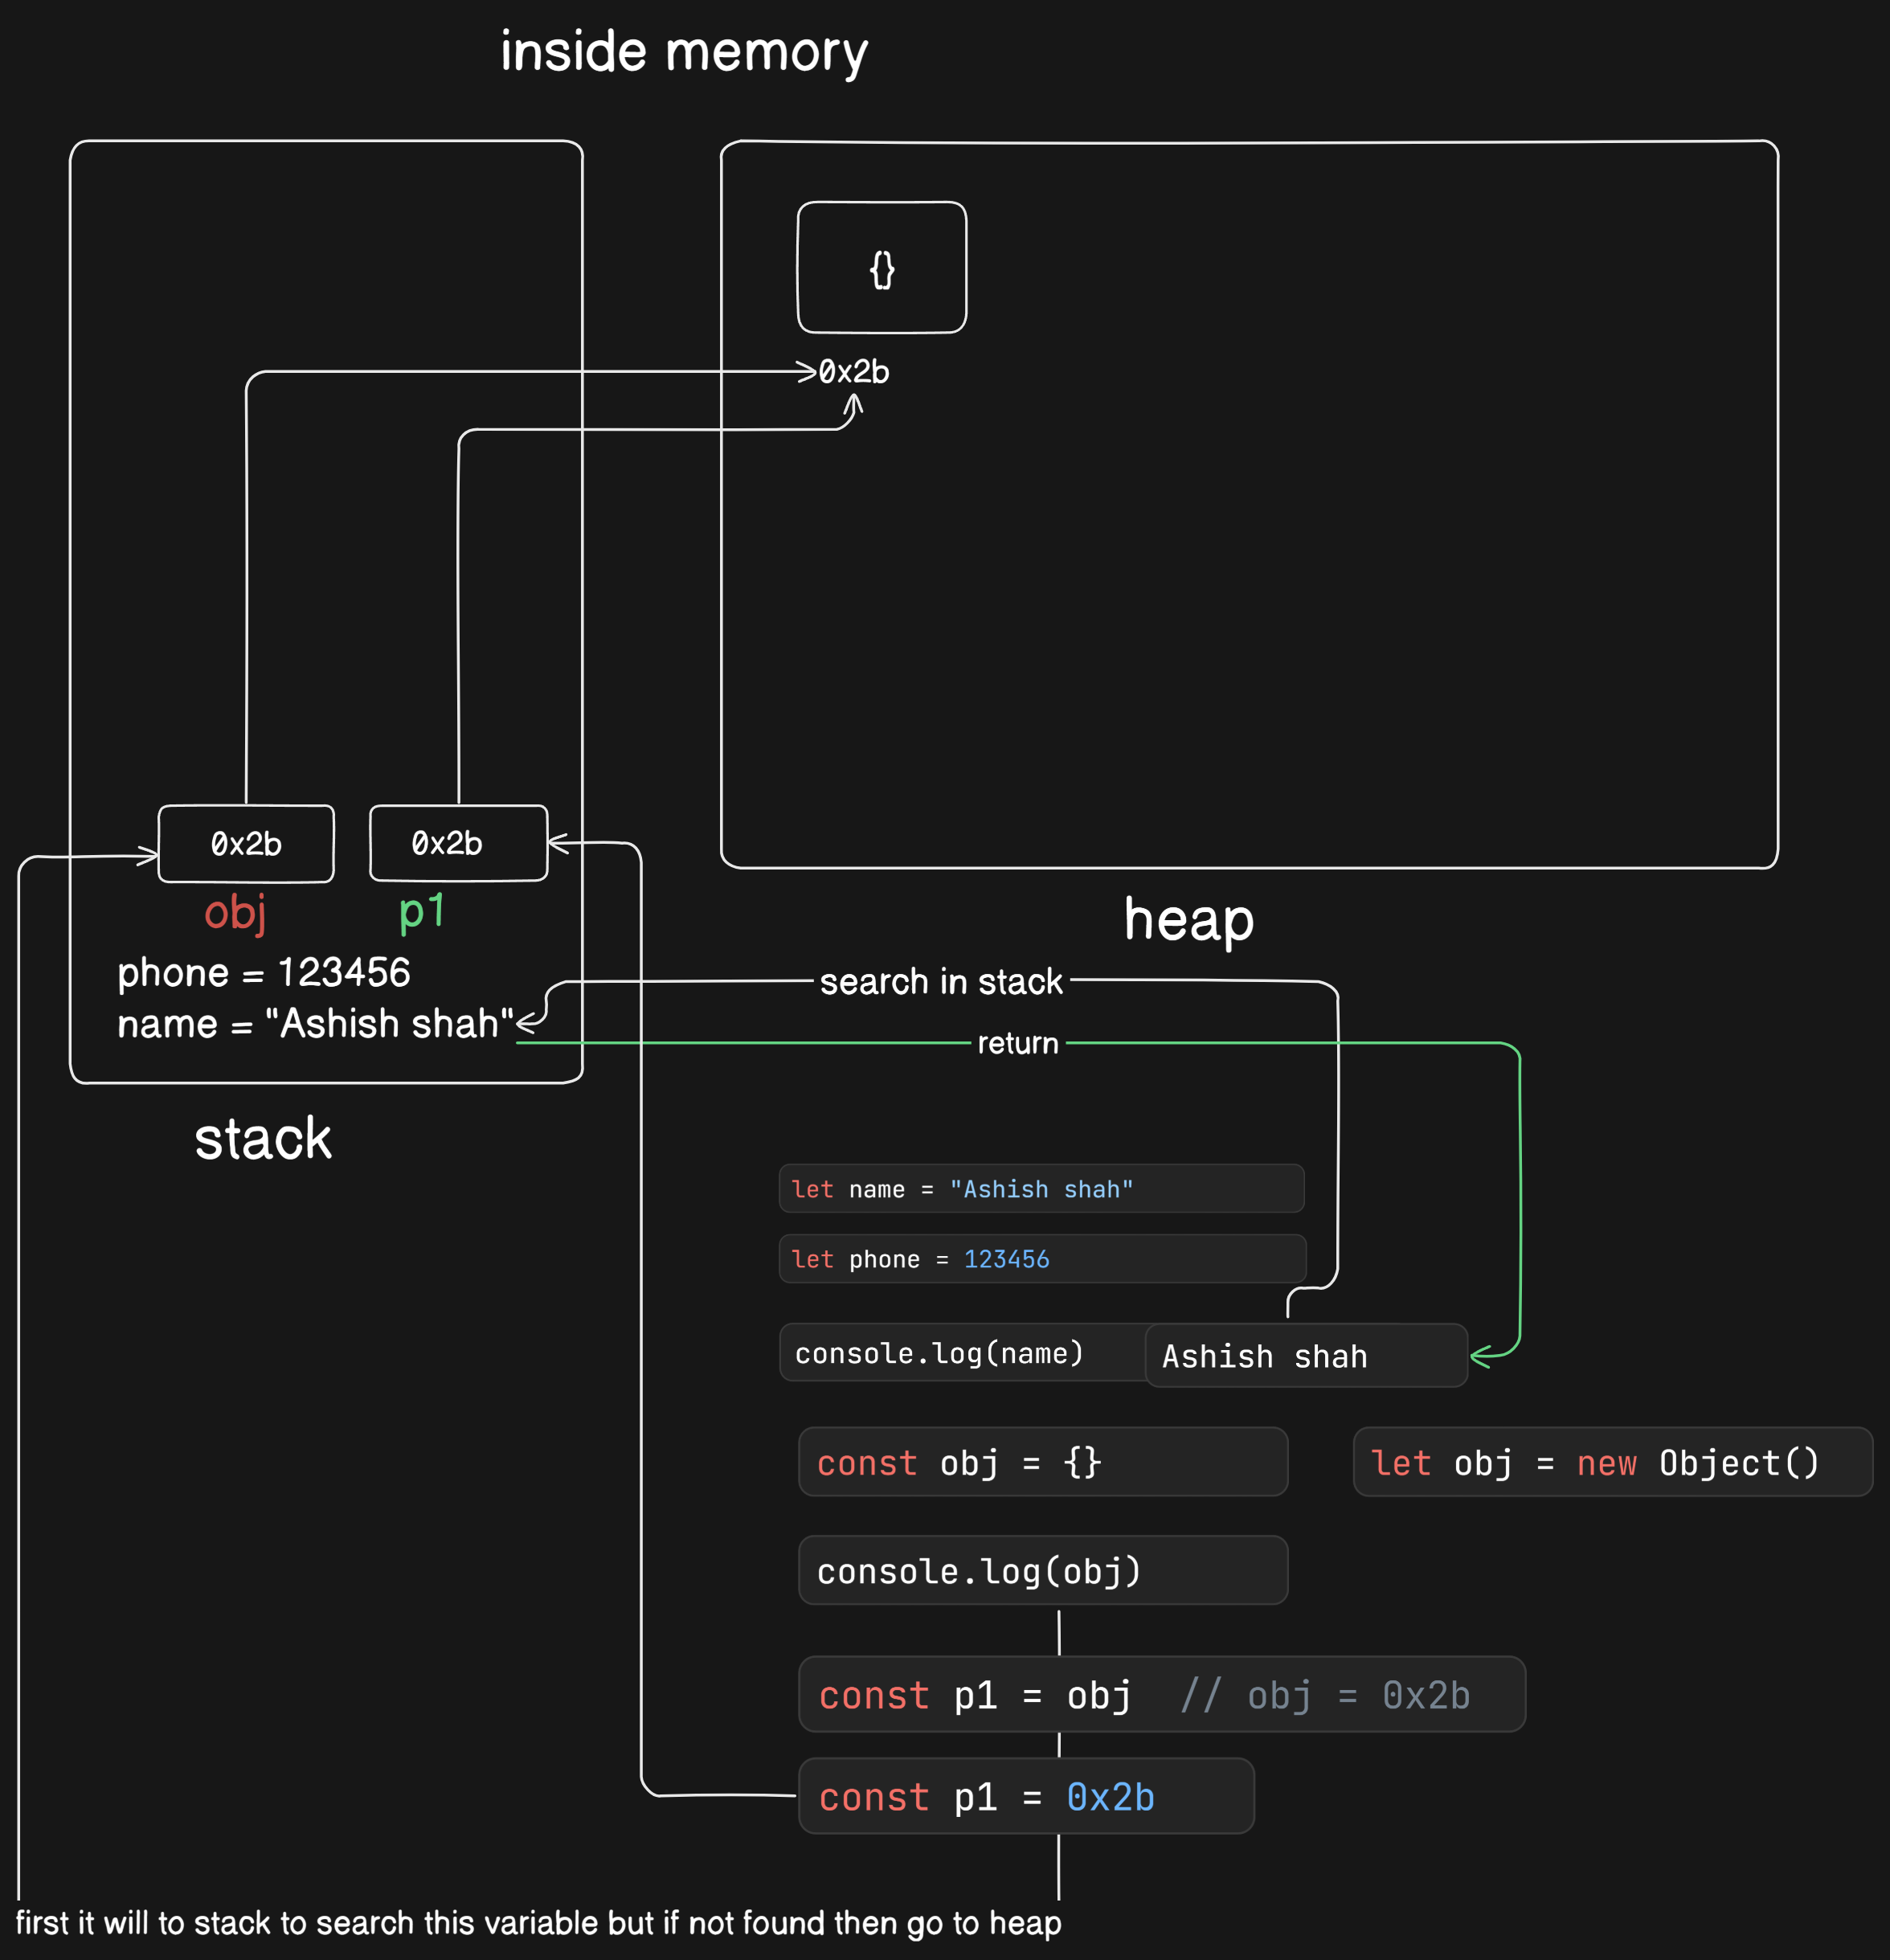 inside memory
{}
0x2b
0x2b
0x2b
obj
p1
phone = 123456
name = "Ashish shah"
stack
heap
search in stack
return
let name = "Ashish shah"
let phone = 123456
console.log(name)
Ashish shah
const obj = {}
let obj = new Object()
console.log(obj)
const p1 = obj // obj = 0x2b
const p1 = 0x2b
first it will to stack to search this variable but if not found then go to heap